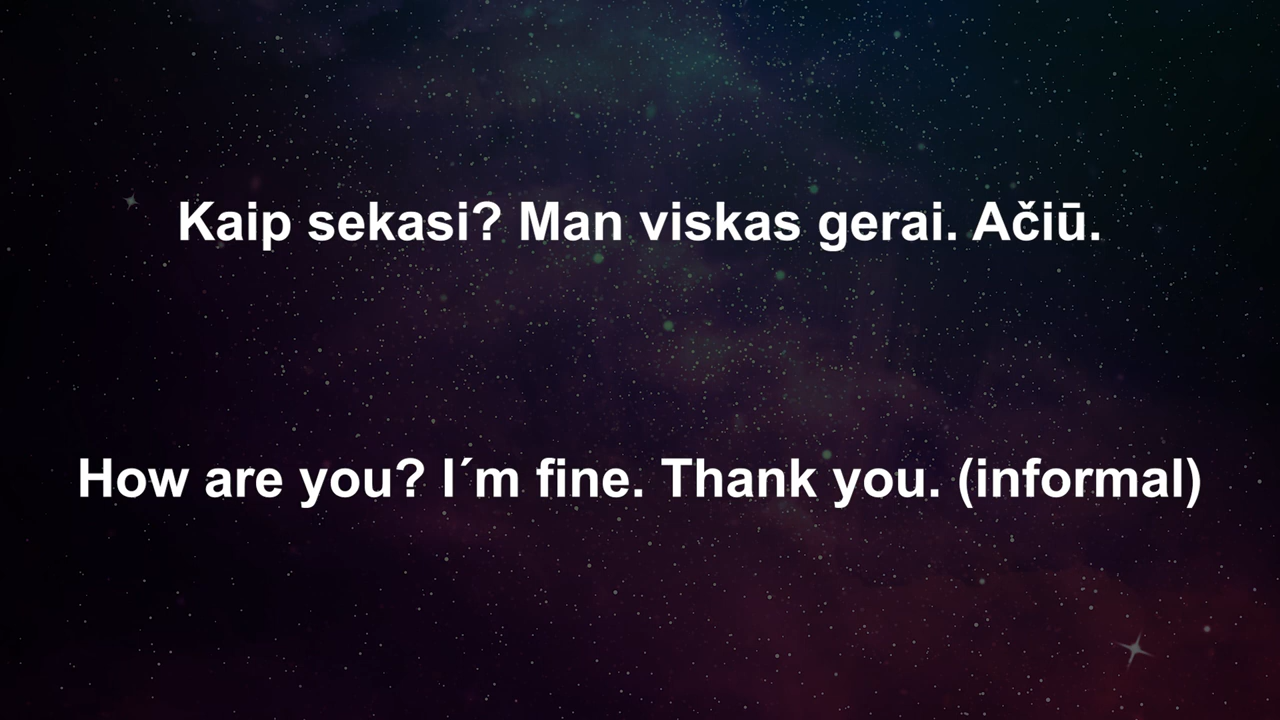 Kaip sekasi? Man viskas gerai. Ačiū.
How are you? I´m fine. Thank you. (informal)